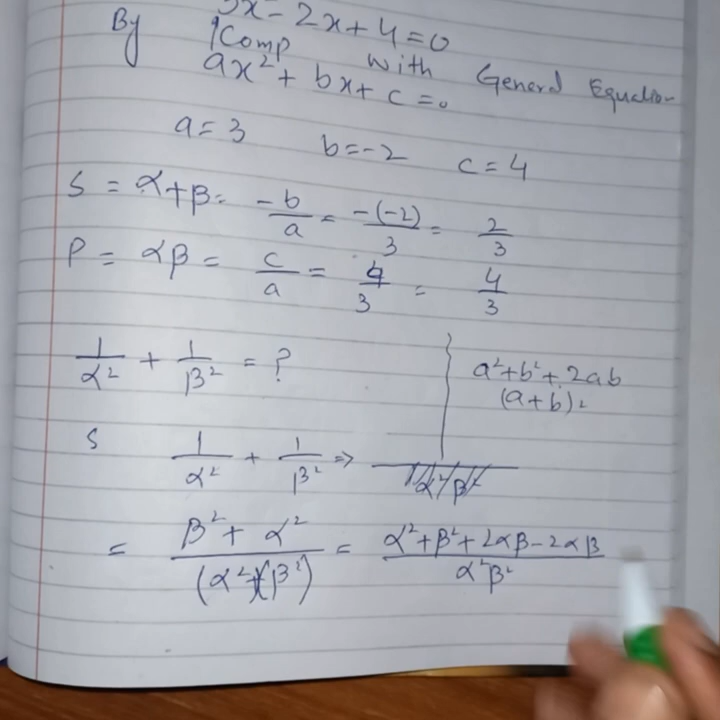 3x - 2x + 4 = 0
By Comp with General Equation
ax² + bx + c = 0
a = 3 b = -2 c = 4
S = α + β = -b/a = -(-2)/3 = 2/3
P = αβ = c/a = 4/3 = 4/3
1/α² + 1/β² = ?
a² + b² + 2ab
(a + b)²
S 1/α² + 1/β² ⇒
= β² + α² / (α²)(β²) = α² + β² + 2αβ - 2αβ / α²β²